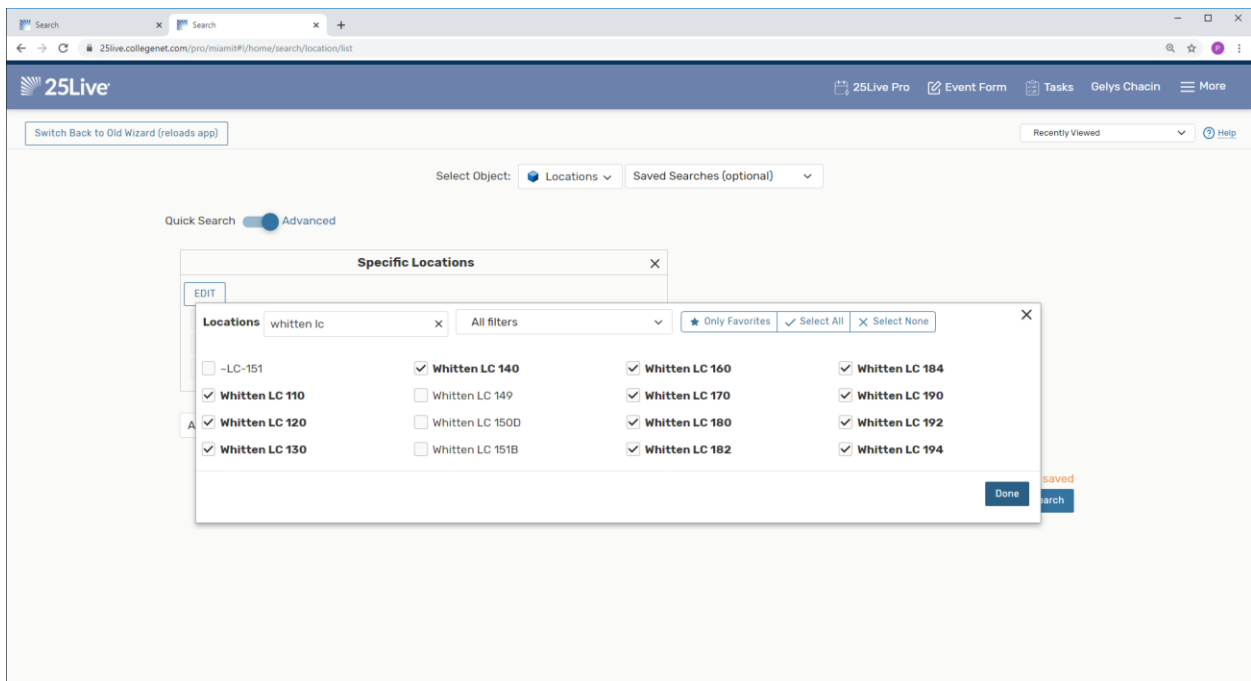 Search
Search
25live.collegenet.com/pro/miamit#!/home/search/location/list
P
25Live
25Live Pro
Event Form
Tasks
Gelys Chacin
More
Switch Back to Old Wizard (reloads app)
Recently Viewed
Help
Select Object: Locations Saved Searches (optional)
Quick Search Advanced
Specific Locations
EDIT
Locations whitten lc All filters Only Favorites Select All Select None
~LC-151 Whitten LC 140 Whitten LC 160 Whitten LC 184
Whitten LC 110 Whitten LC 149 Whitten LC 170 Whitten LC 190
A Whitten LC 120 Whitten LC 150D Whitten LC 180 Whitten LC 192
Whitten LC 130 Whitten LC 151B Whitten LC 182 Whitten LC 194
saved
Done
arch